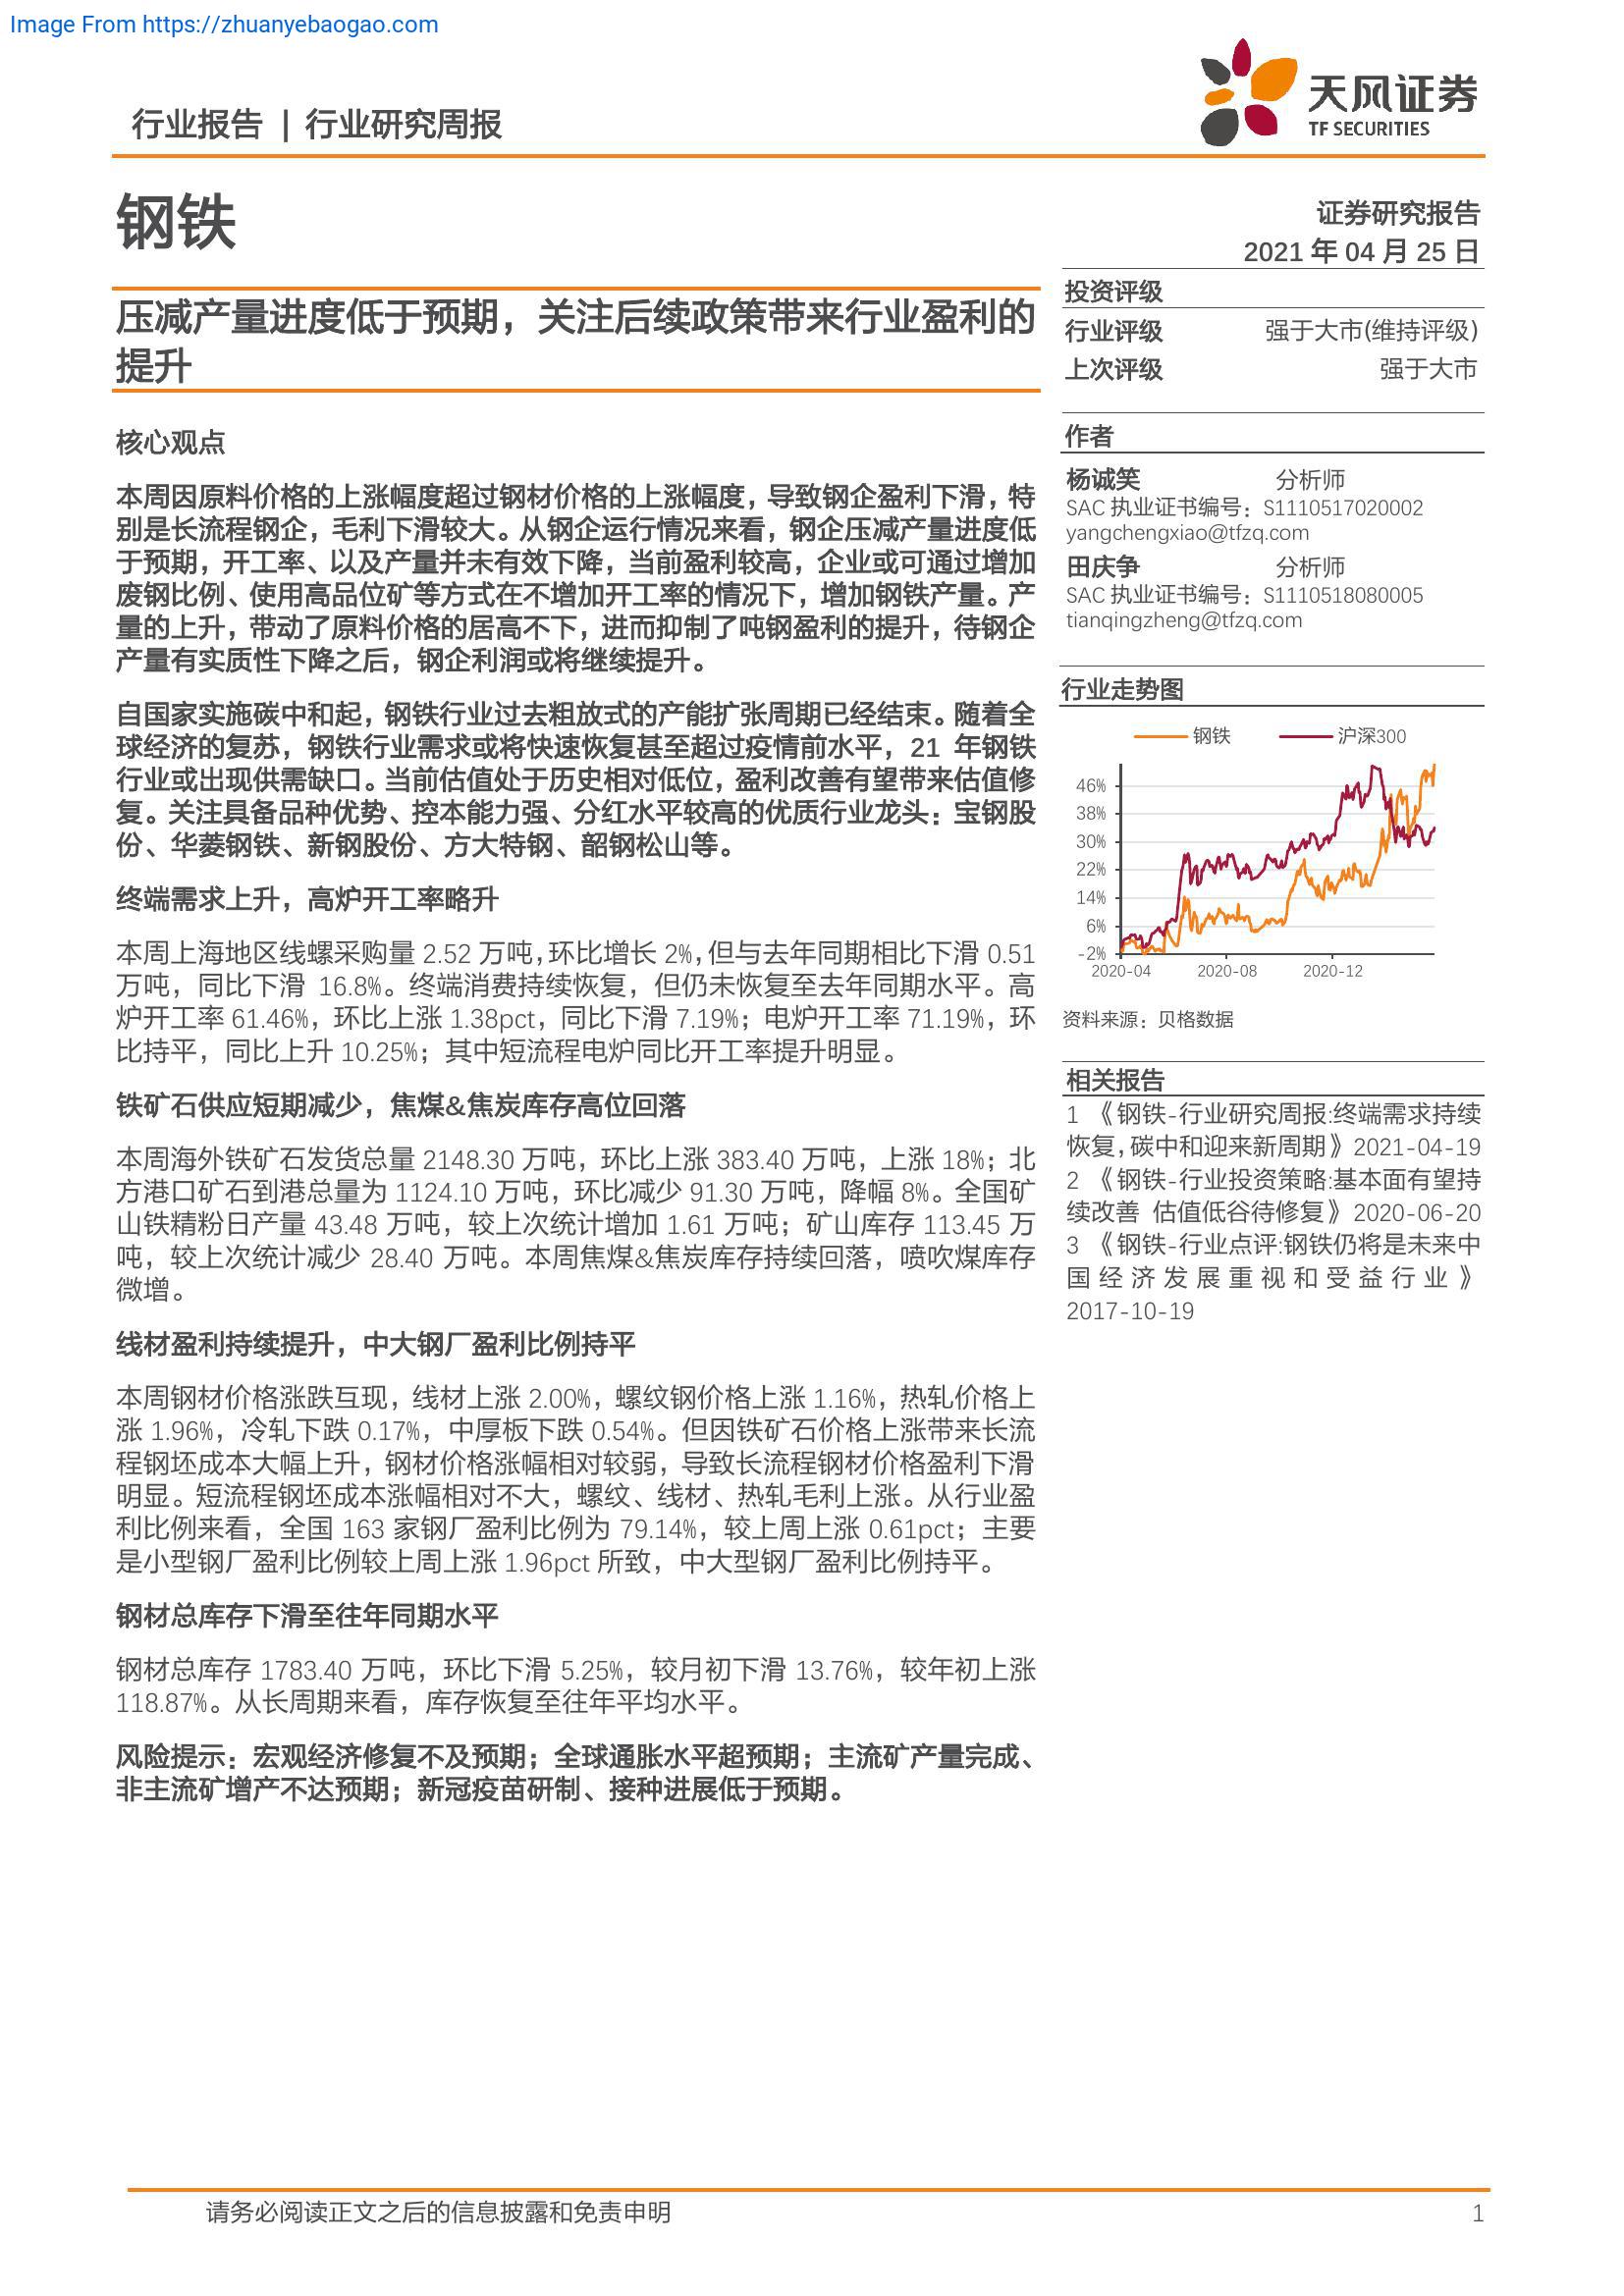 Image From https://zhuanyebaogao.com
行业报告 | 行业研究周报
天风证券
TF SECURITIES
钢铁
证券研究报告
2021 年 04 月 25 日
压减产量进度低于预期，关注后续政策带来行业盈利的
提升
核心观点
本周因原料价格的上涨幅度超过钢材价格的上涨幅度，导致钢企盈利下滑，特
别是长流程钢企，毛利下滑较大。从钢企运行情况来看，钢企压减产量进度低
于预期，开工率、以及产量并未有效下降，当前盈利较高，企业或可通过增加
废钢比例、使用高品位矿等方式在不增加开工率的情况下，增加钢铁产量。产
量的上升，带动了原料价格的居高不下，进而抑制了吨钢盈利的提升，待钢企
产量有实质性下降之后，钢企利润或将继续提升。
自国家实施碳中和起，钢铁行业过去粗放式的产能扩张周期已经结束。随着全
球经济的复苏，钢铁行业需求或将快速恢复甚至超过疫情前水平，21 年钢铁
行业或出现供需缺口。当前估值处于历史相对低位，盈利改善有望带来估值修
复。关注具备品种优势、控本能力强、分红水平较高的优质行业龙头：宝钢股
份、华菱钢铁、新钢股份、方大特钢、韶钢松山等。
终端需求上升，高炉开工率略升
本周上海地区线螺采购量 2.52 万吨，环比增长 2%，但与去年同期相比下滑 0.51
万吨，同比下滑 16.8%。终端消费持续恢复，但仍未恢复至去年同期水平。高
炉开工率 61.46%，环比上涨 1.38pct，同比下滑 7.19%；电炉开工率 71.19%，环
比持平，同比上升 10.25%；其中短流程电炉同比开工率提升明显。
铁矿石供应短期减少，焦煤&焦炭库存高位回落
本周海外铁矿石发货总量 2148.30 万吨，环比上涨 383.40 万吨，上涨 18%；北
方港口矿石到港总量为 1124.10 万吨，环比减少 91.30 万吨，降幅 8%。全国矿
山铁精粉日产量 43.48 万吨，较上次统计增加 1.61 万吨；矿山库存 113.45 万
吨，较上次统计减少 28.40 万吨。本周焦煤&焦炭库存持续回落，喷吹煤库存
微增。
线材盈利持续提升，中大钢厂盈利比例持平
本周钢材价格涨跌互现，线材上涨 2.00%，螺纹钢价格上涨 1.16%，热轧价格上
涨 1.96%，冷轧下跌 0.17%，中厚板下跌 0.54%。但因铁矿石价格上涨带来长流
程钢坯成本大幅上升，钢材价格涨幅相对较弱，导致长流程钢材价格盈利下滑
明显。短流程钢坯成本涨幅相对不大，螺纹、线材、热轧毛利上涨。从行业盈
利比例来看，全国 163 家钢厂盈利比例为 79.14%，较上周上涨 0.61pct；主要
是小型钢厂盈利比例较上周上涨 1.96pct 所致，中大型钢厂盈利比例持平。
钢材总库存下滑至往年同期水平
钢材总库存 1783.40 万吨，环比下滑 5.25%，较月初下滑 13.76%，较年初上涨
118.87%。从长周期来看，库存恢复至往年平均水平。
风险提示：宏观经济修复不及预期；全球通胀水平超预期；主流矿产量完成、
非主流矿增产不达预期；新冠疫苗研制、接种进展低于预期。
投资评级
行业评级 强于大市(维持评级)
上次评级 强于大市
作者
杨诚笑 分析师
SAC 执业证书编号：S1110517020002
yangchengxiao@tfzq.com
田庆争 分析师
SAC 执业证书编号：S1110518080005
tianqingzheng@tfzq.com
行业走势图
钢铁 沪深300
46%
38%
30%
22%
14%
6%
-2%
2020-04 2020-08 2020-12
资料来源：贝格数据
相关报告
1 《钢铁-行业研究周报:终端需求持续
恢复，碳中和迎来新周期》2021-04-19
2 《钢铁-行业投资策略:基本面有望持
续改善 估值低谷待修复》2020-06-20
3 《钢铁-行业点评:钢铁仍将是未来中
国经济发展重视和受益行业》
2017-10-19
请务必阅读正文之后的信息披露和免责申明 1